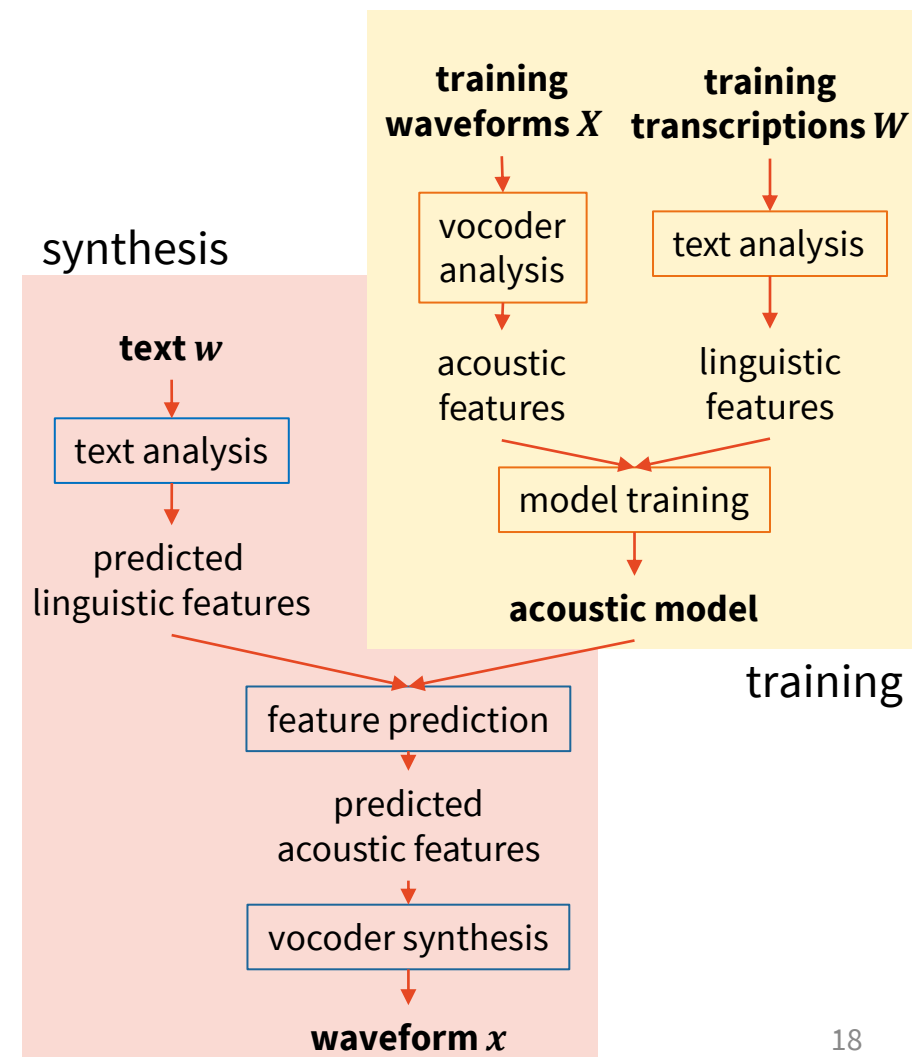 training
waveforms X
training
transcriptions W
vocoder
analysis
text analysis
acoustic
features
linguistic
features
model training
acoustic model
training
synthesis
text w
text analysis
predicted
linguistic features
feature prediction
predicted
acoustic features
vocoder synthesis
waveform x
18